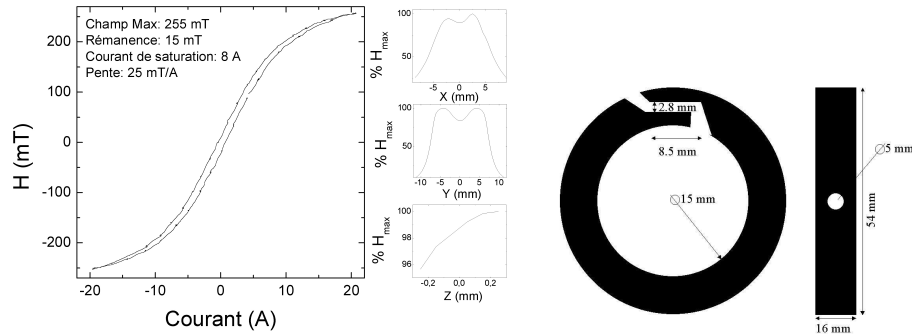 Champ Max: 255 mT
Rémanence: 15 mT
Courant de saturation: 8 A
Pente: 25 mT/A
H (mT)
200
100
0
-100
-200
-20
-10
0
10
20
Courant (A)
% Hmax
100
50
-5
0
5
X (mm)
% Hmax
100
50
-10
-5
0
5
10
Y (mm)
% Hmax
100
98
96
-0,2
0,0
0,2
Z (mm)
2.8 mm
8.5 mm
∅15 mm
∅5 mm
54 mm
16 mm